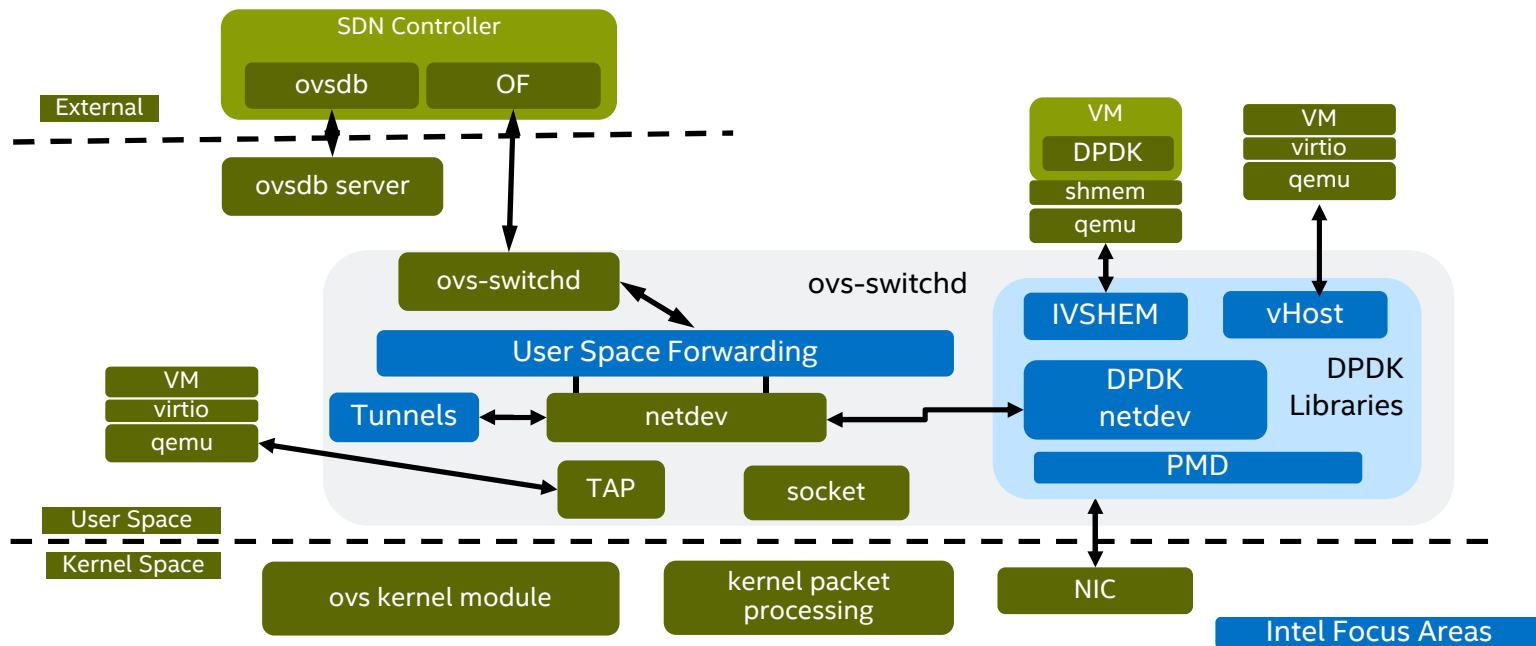 SDN Controller
ovsdb
OF
External
ovsdb server
VM
DPDK
shmem
qemu
VM
virtio
qemu
ovs-switchd
ovs-switchd
IVSHEM
vHost
User Space Forwarding
DPDK
netdev
DPDK
Libraries
VM
virtio
qemu
Tunnels
netdev
PMD
TAP
socket
User Space
Kernel Space
ovs kernel module
kernel packet
processing
NIC
Intel Focus Areas